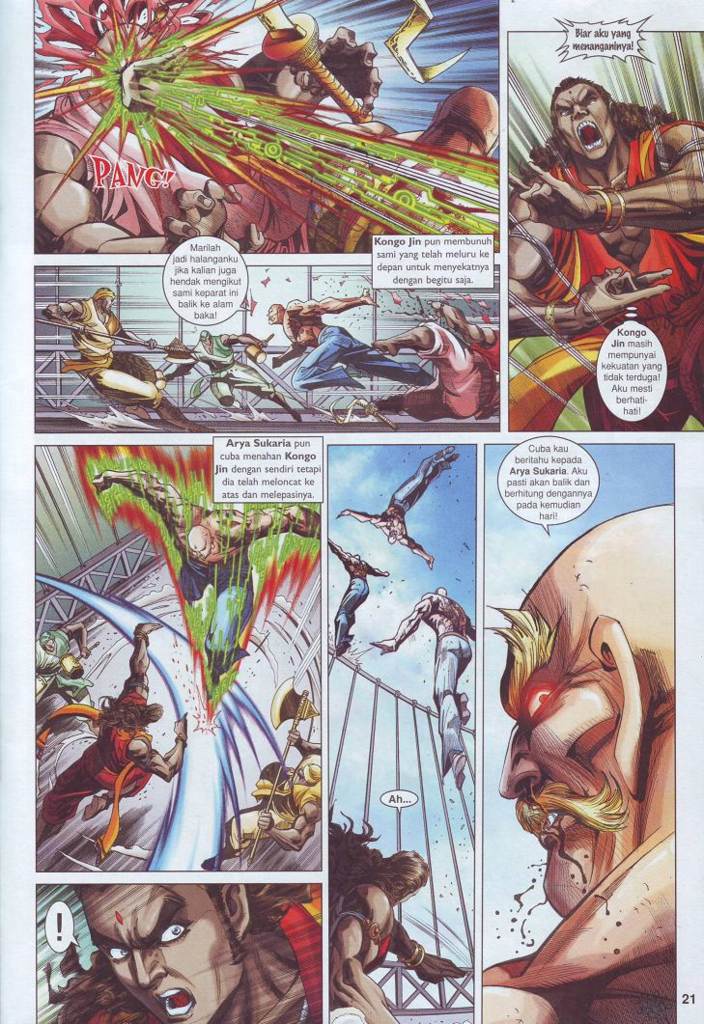 PANG!
Kongo Jin pun membunuh
sami yang telah meluru ke
depan untuk menyekatnya
dengan begitu saja.
Biar aku yang
menanganinya!
Kongo
Jin masih
mempunyai
kekuatan yang
tidak terduga!
Aku mesti
berhati-
hati!
Marilah
jadi halanganku
jika kalian juga
hendak mengikut
sami keparat ini
balik ke alam
baka!
Arya Sukaria pun
cuba menahan Kongo
Jin dengan sendiri tetapi
dia telah meloncat ke
atas dan melepasinya.
Ah...
Cuba kau
beritahu kepada
Arya Sukaria. Aku
pasti akan balik dan
berhitung dengannya
pada kemudian
hari!
!
21